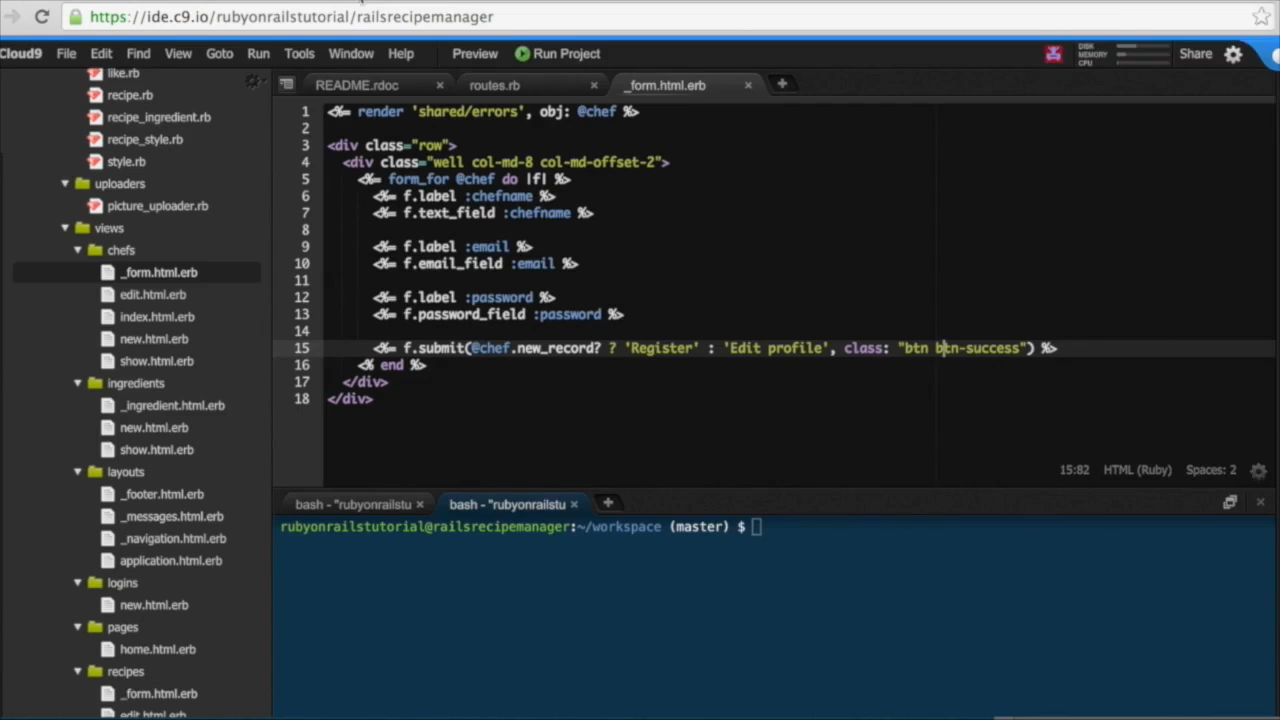 https://ide.c9.io/rubyonrailstutorial/railsrecipemanager
Cloud9 File Edit Find View Goto Run Tools Window Help Preview Run Project DISK MEMORY CPU Share
like.rb
recipe.rb
recipe_ingredient.rb
recipe_style.rb
style.rb
uploaders
picture_uploader.rb
views
chefs
_form.html.erb
edit.html.erb
index.html.erb
new.html.erb
show.html.erb
ingredients
_ingredient.html.erb
new.html.erb
show.html.erb
layouts
_footer.html.erb
_messages.html.erb
_navigation.html.erb
application.html.erb
logins
new.html.erb
pages
home.html.erb
recipes
_form.html.erb
edit.html.erb
README.rdoc × routes.rb × _form.html.erb × +
1 <%= render 'shared/errors', obj: @chef %>
2
3 <div class="row">
4 <div class="well col-md-8 col-md-offset-2">
5 <%= form_for @chef do |f| %>
6 <%= f.label :chefname %>
7 <%= f.text_field :chefname %>
8
9 <%= f.label :email %>
10 <%= f.email_field :email %>
11
12 <%= f.label :password %>
13 <%= f.password_field :password %>
14
15 <%= f.submit(@chef.new_record? ? 'Register' : 'Edit profile', class: "btn btn-success") %>
16 <% end %>
17 </div>
18 </div>
15:82 HTML (Ruby) Spaces: 2
bash - "rubyonrailstu × bash - "rubyonrailstu × +
rubyonrailstutorial@railsrecipemanager:~/workspace (master) $